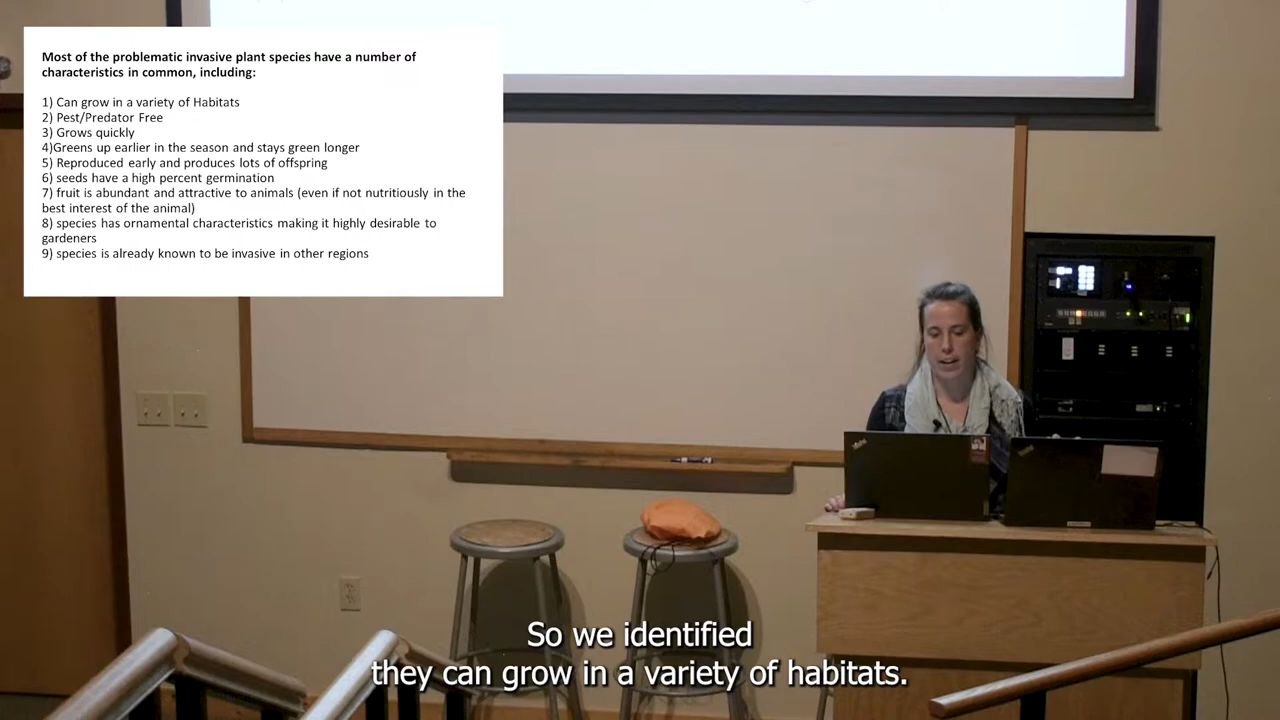 Most of the problematic invasive plant species have a number of
characteristics in common, including:
1) Can grow in a variety of Habitats
2) Pest/Predator Free
3) Grows quickly
4)Greens up earlier in the season and stays green longer
5) Reproduced early and produces lots of offspring
6) seeds have a high percent germination
7) fruit is abundant and attractive to animals (even if not nutritiously in the
best interest of the animal)
8) species has ornamental characteristics making it highly desirable to
gardeners
9) species is already known to be invasive in other regions
So we identified
they can grow in a variety of habitats.